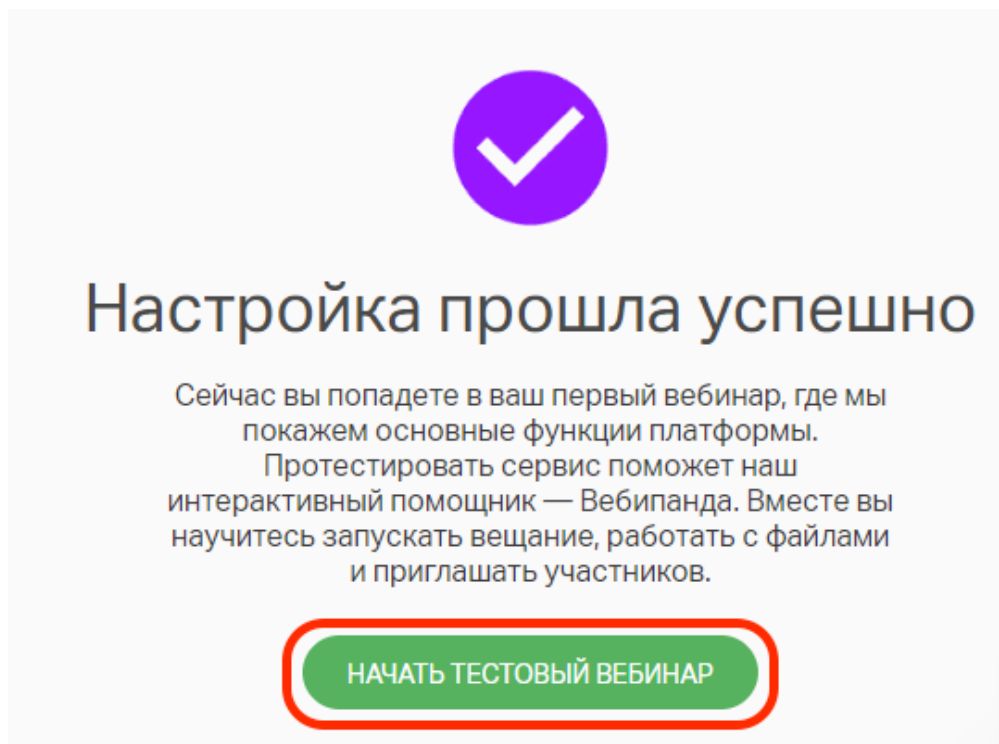 Настройка прошла успешно
Сейчас вы попадете в ваш первый вебинар, где мы
покажем основные функции платформы.
Протестировать сервис поможет наш
интерактивный помощник — Вебипанда. Вместе вы
научитесь запускать вещание, работать с файлами
и приглашать участников.
НАЧАТЬ ТЕСТОВЫЙ ВЕБИНАР